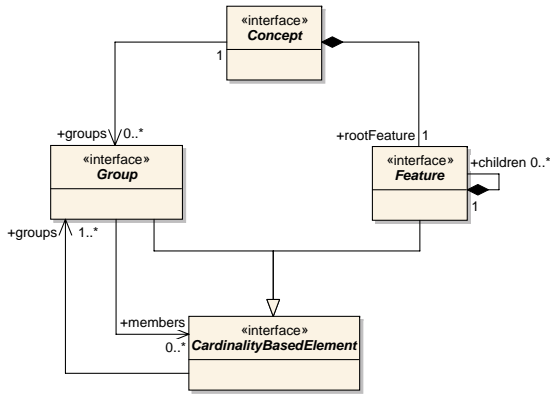 «interface»
Concept
1
+groups
0..*
+rootFeature
1
«interface»
Group
«interface»
Feature
+children 0..*
1
+groups
1..*
+members
0..*
«interface»
CardinalityBasedElement